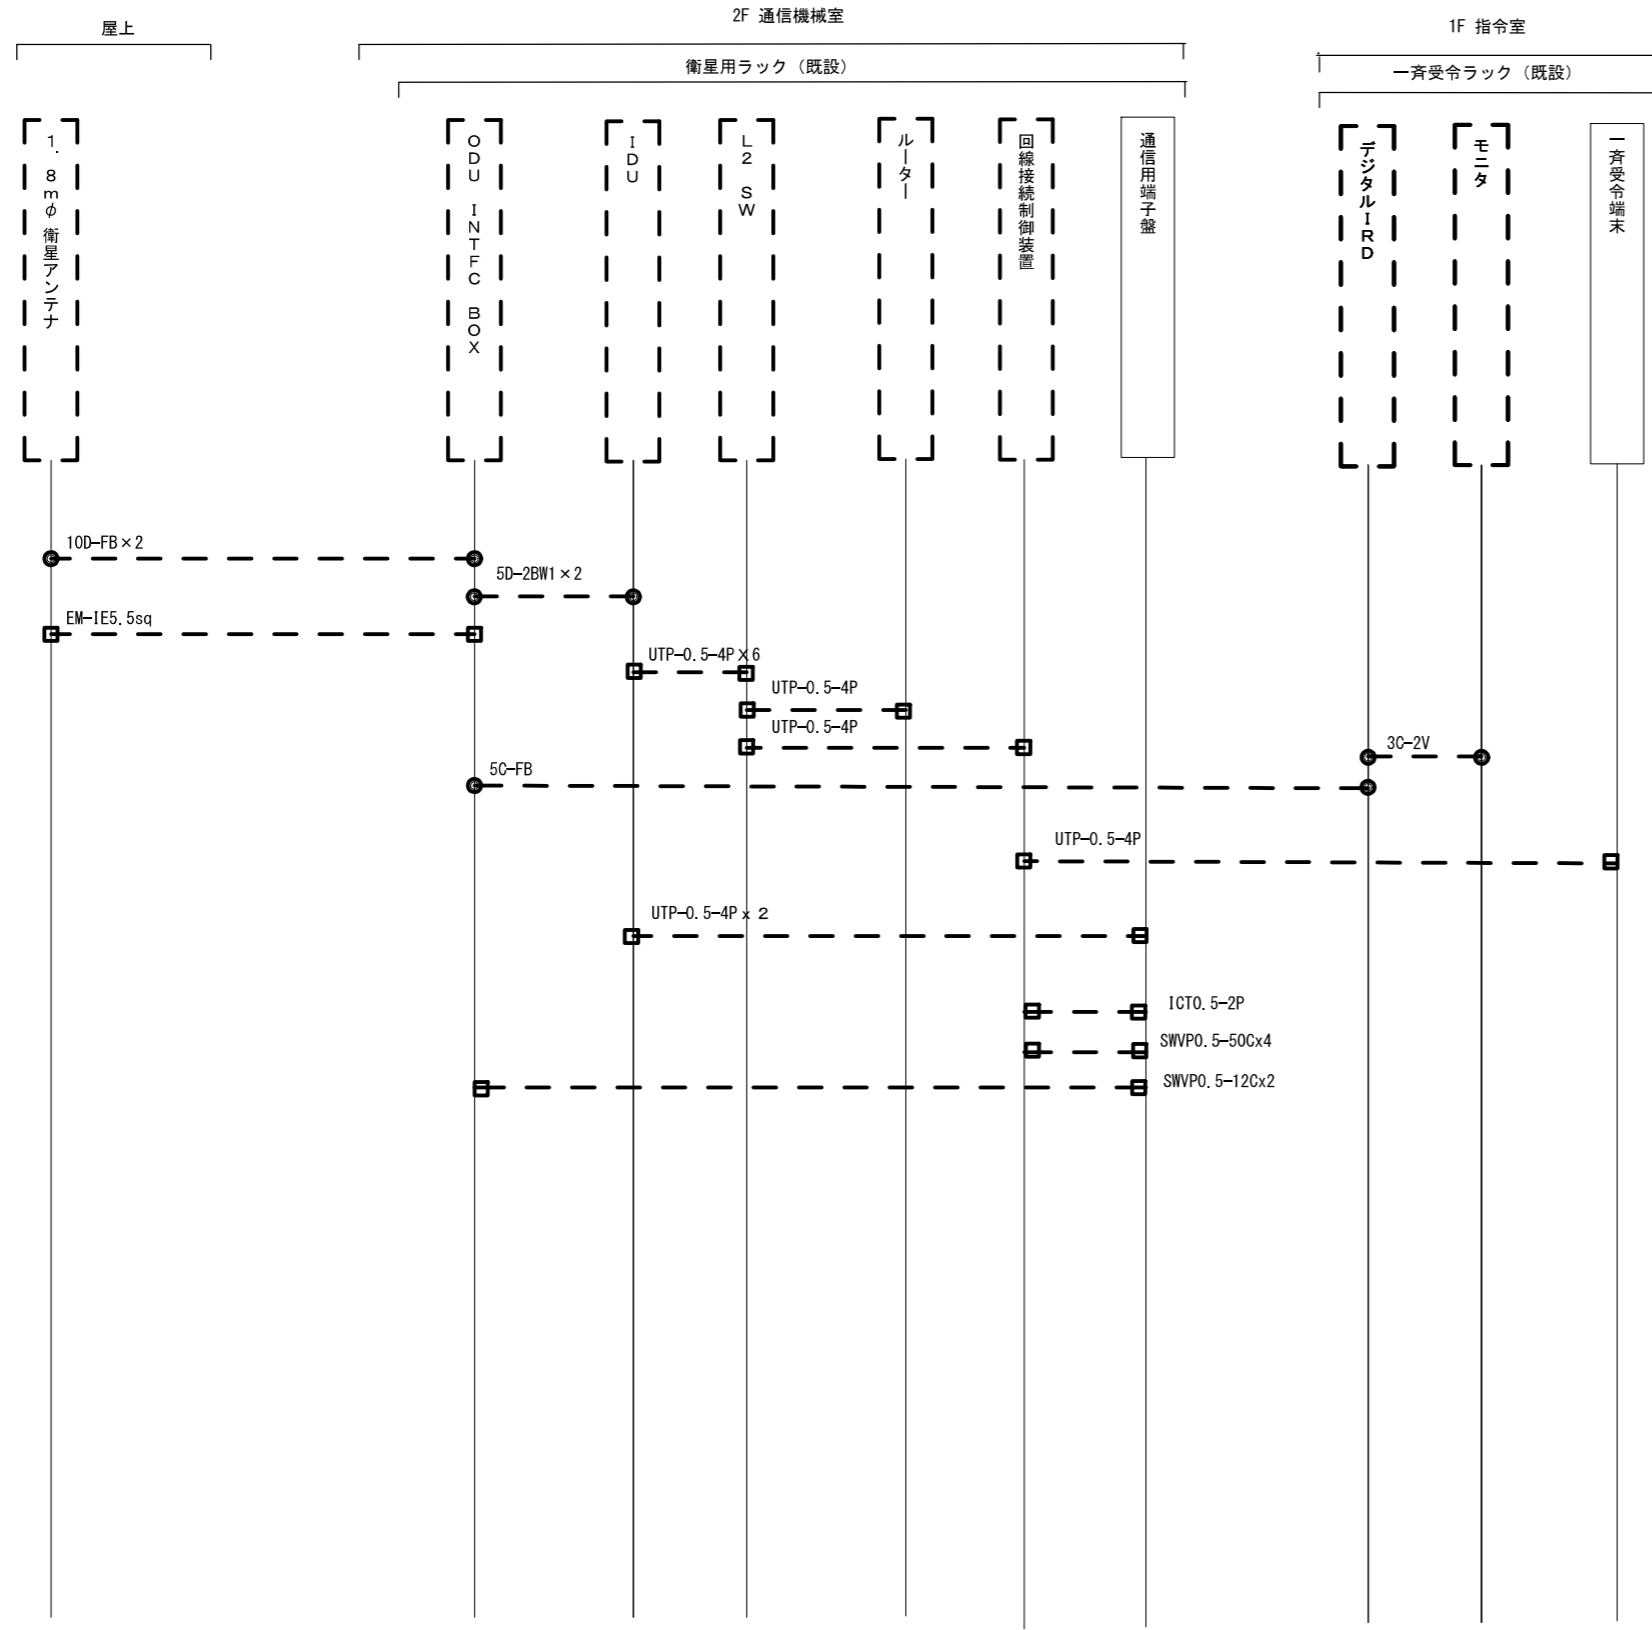 屋上
2F 通信機械室
1F 指令室
衛星用ラック（既設）
一斉受令ラック（既設）
1．8mφ 衛星アンテナ
ODU INTFC BOX
IDU
L2 SW
ルーター
回線接続制御装置
通信用端子盤
デジタルIRD
モニタ
一斉受令端末
10D-FB×2
5D-2BW1×2
EM-IE5.5sq
UTP-0.5-4P×6
UTP-0.5-4P
UTP-0.5-4P
3C-2V
5C-FB
UTP-0.5-4P
UTP-0.5-4P x 2
ICT0.5-2P
SWVP0.5-50Cx4
SWVP0.5-12Cx2